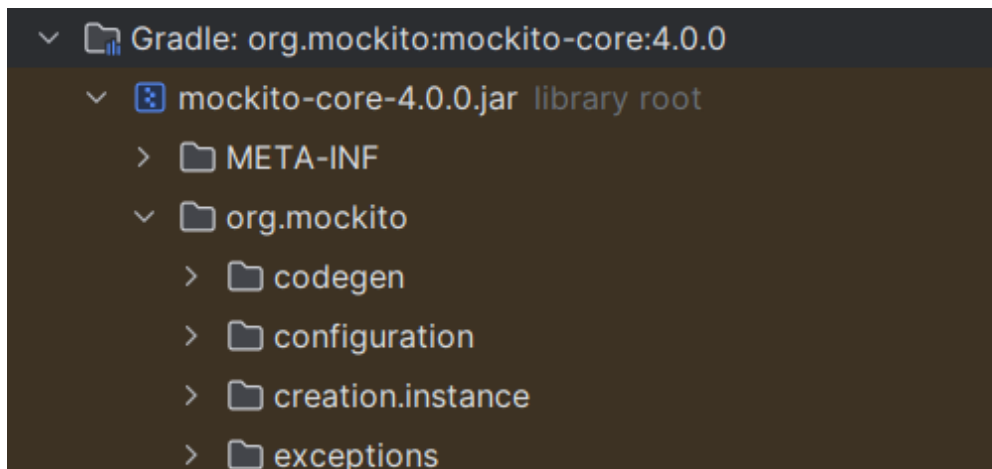 Gradle: org.mockito:mockito-core:4.0.0
mockito-core-4.0.0.jar library root
META-INF
org.mockito
codegen
configuration
creation.instance
exceptions